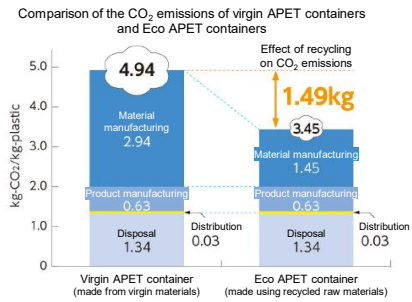 Comparison of the CO₂ emissions of virgin APET containers
and Eco APET containers
Effect of recycling
on CO₂ emissions
kg-CO2/kg-plastic
5.0
4.0
3.0
2.0
1.0
0
4.94
Material
manufacturing
2.94
Product manufacturing
0.63
Disposal
1.34
Distribution
0.03
1.49kg
3.45
Material manufacturing
1.45
Product manufacturing
0.63
Disposal
1.34
Distribution
0.03
Virgin APET container
(made from virgin materials)
Eco APET container
(made using recycled raw materials)